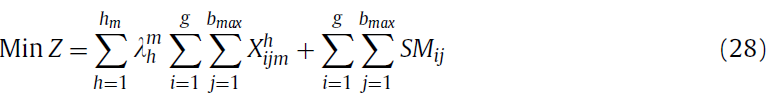 Min Z = \sum_{h=1}^{h_m} \lambda_h^m \sum_{i=1}^{g} \sum_{j=1}^{b_{max}} X_{ijm}^h + \sum_{i=1}^{g} \sum_{j=1}^{b_{max}} SM_{ij} (28)